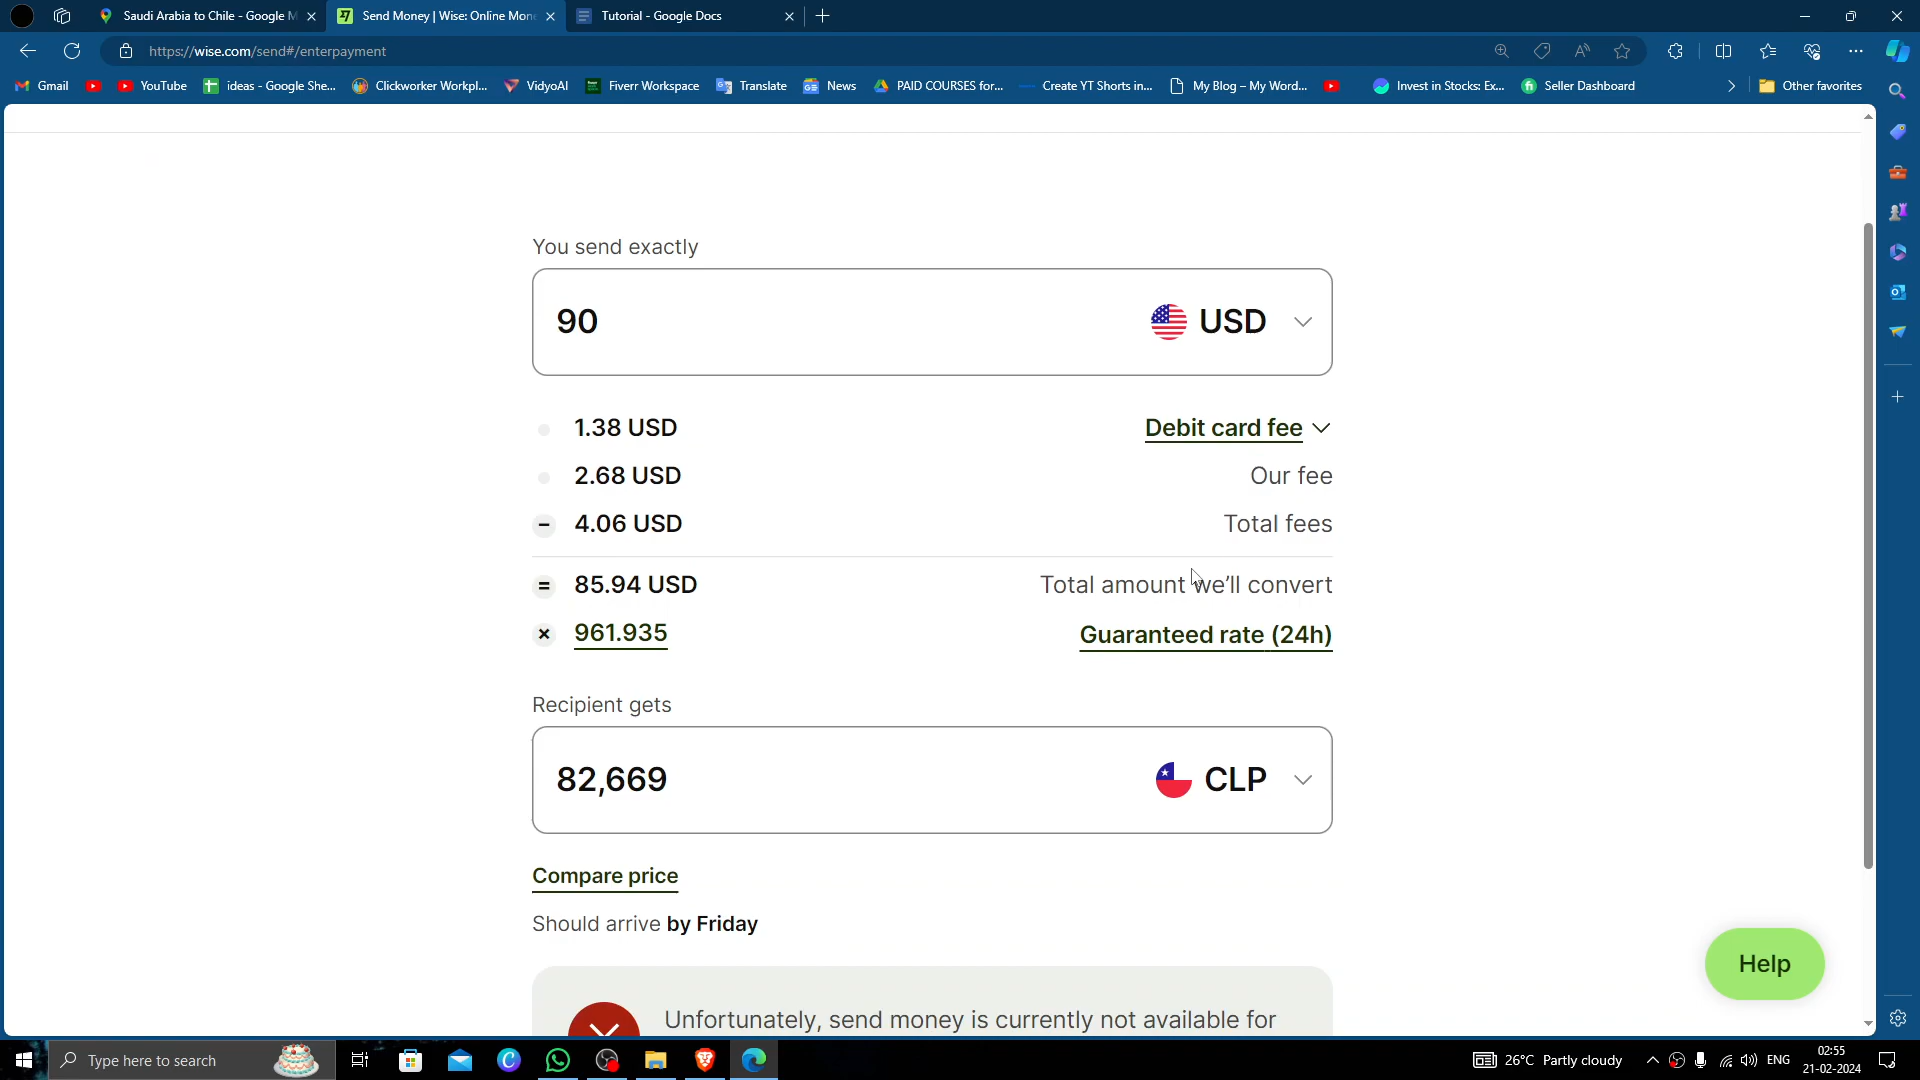 Saudi Arabia to Chile - Google M
Send Money | Wise: Online Mone
Tutorial - Google Docs
https://wise.com/send#/enterpayment
Gmail
YouTube
ideas - Google She...
Clickworker Workpl...
VidyoAI
Fiverr Workspace
Translate
News
PAID COURSES for...
Create YT Shorts in...
My Blog – My Word...
Invest in Stocks: Ex...
Seller Dashboard
Other favorites
You send exactly
90 USD
1.38 USD Debit card fee
2.68 USD Our fee
− 4.06 USD Total fees
= 85.94 USD Total amount we'll convert
× 961.935 Guaranteed rate (24h)
Recipient gets
82,669 CLP
Compare price
Should arrive by Friday
Help
Unfortunately, send money is currently not available for
Type here to search
26°C Partly cloudy
ENG
02:55
21-02-2024